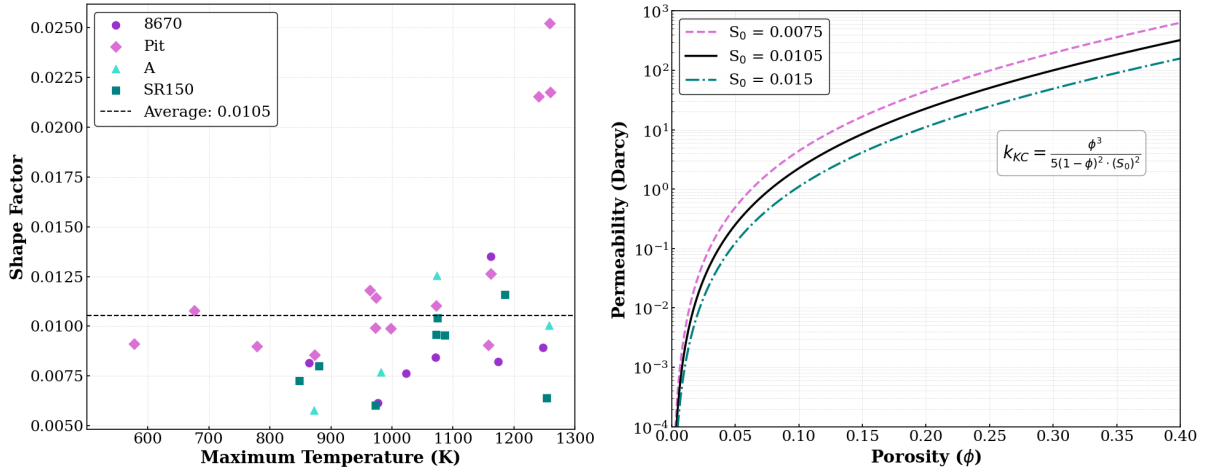 0.0250
0.0225
0.0200
0.0175
0.0150
0.0125
0.0100
0.0075
0.0050
Shape Factor
8670
Pit
A
SR150
Average: 0.0105
600 700 800 900 1000 1100 1200 1300
Maximum Temperature (K)
10³
10²
10¹
10⁰
10⁻¹
10⁻²
10⁻³
10⁻⁴
Permeability (Darcy)
S₀ = 0.0075
S₀ = 0.0105
S₀ = 0.015
k_KC = ϕ³ / 5(1 − ϕ)² · (S₀)²
0.00 0.05 0.10 0.15 0.20 0.25 0.30 0.35 0.40
Porosity (ϕ)